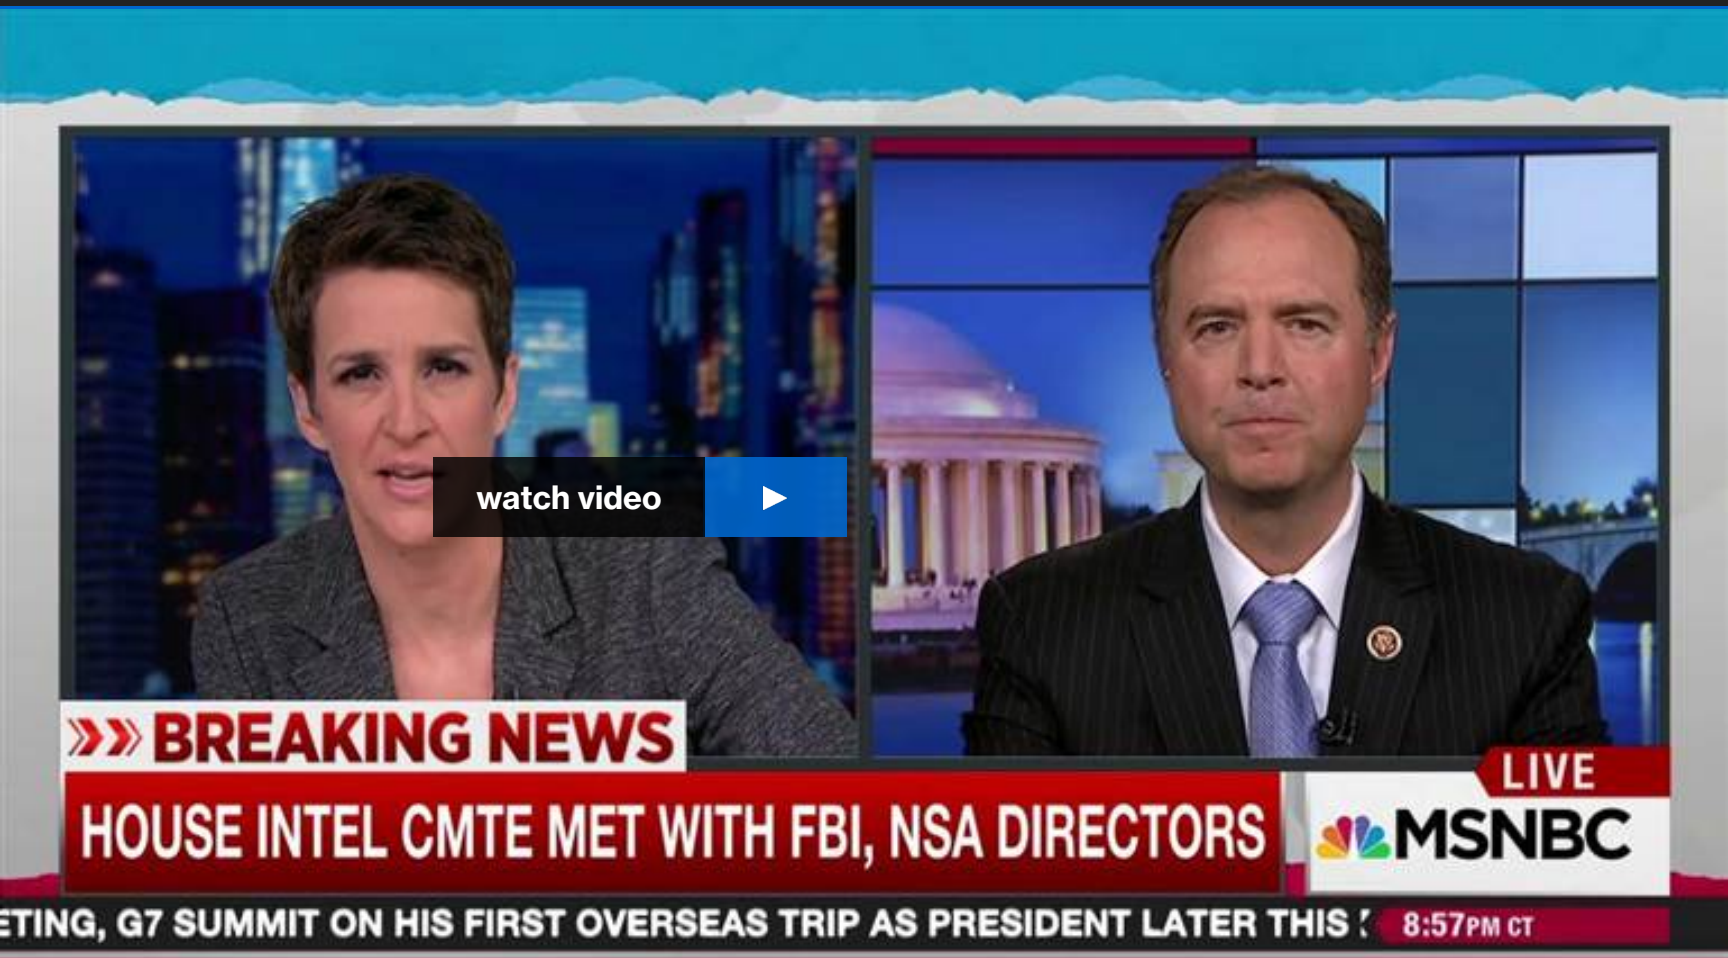 watch video
BREAKING NEWS
HOUSE INTEL CMTE MET WITH FBI, NSA DIRECTORS
LIVE
MSNBC
ETING, G7 SUMMIT ON HIS FIRST OVERSEAS TRIP AS PRESIDENT LATER THIS
8:57PM CT